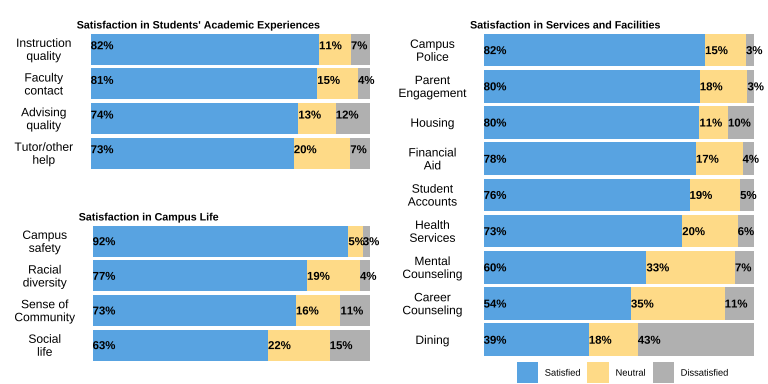 Satisfaction in Students' Academic Experiences
Instruction
quality
82% 11% 7%
Faculty
contact
81% 15% 4%
Advising
quality
74% 13% 12%
Tutor/other
help
73% 20% 7%
Satisfaction in Campus Life
Campus
safety
92% 5% 3%
Racial
diversity
77% 19% 4%
Sense of
Community
73% 16% 11%
Social
life
63% 22% 15%
Satisfaction in Services and Facilities
Campus
Police
82% 15% 3%
Parent
Engagement
80% 18% 3%
Housing
80% 11% 10%
Financial
Aid
78% 17% 4%
Student
Accounts
76% 19% 5%
Health
Services
73% 20% 6%
Mental
Counseling
60% 33% 7%
Career
Counseling
54% 35% 11%
Dining
39% 18% 43%
Satisfied Neutral Dissatisfied